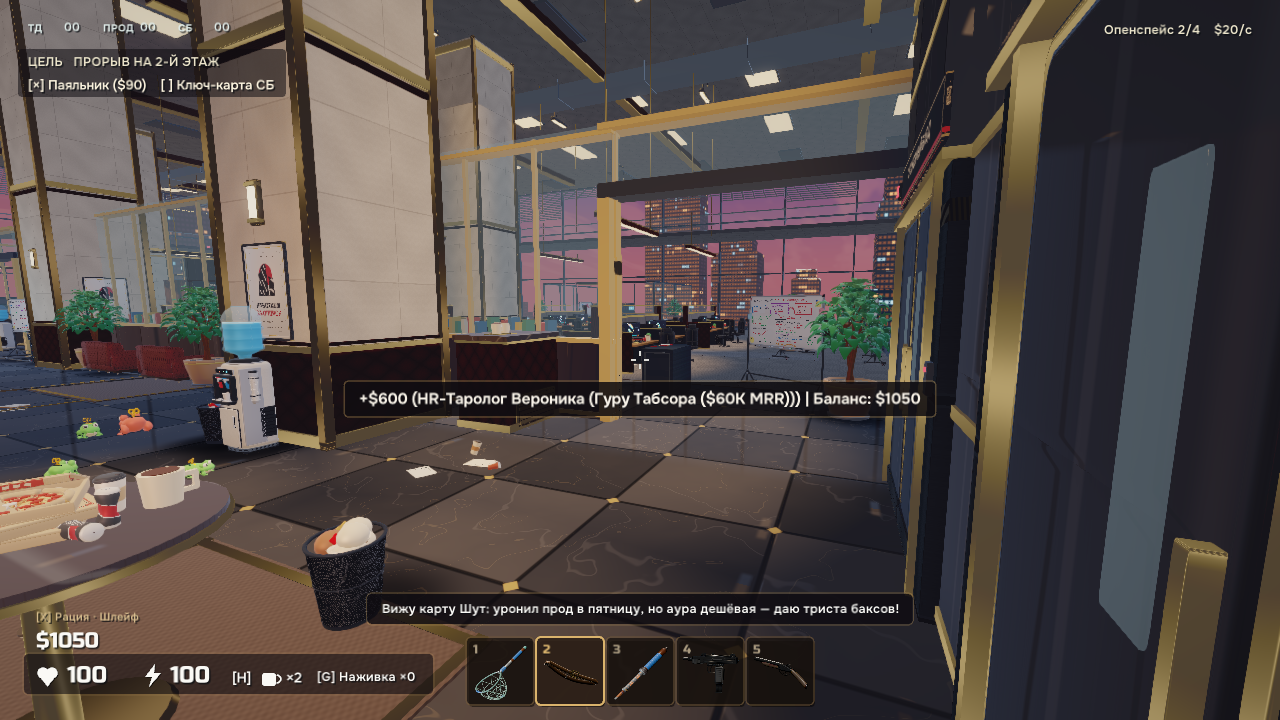 ТД 00 ПРОД 00 СБ 00
Опенспейс 2/4 $20/с
ЦЕЛЬ ПРОРЫВ НА 2-Й ЭТАЖ
[×] Паяльник ($90) [ ] Ключ-карта СБ
+$600 (HR-Таролог Вероника (Гуру Табсора ($60K MRR))) | Баланс: $1050
Вижу карту Шут: уронил прод в пятницу, но аура дешёвая — даю триста баксов!
[X] Рация · Шлейф
$1050
100 100 [H] ×2 [G] Наживка ×0
1 2 3 4 5